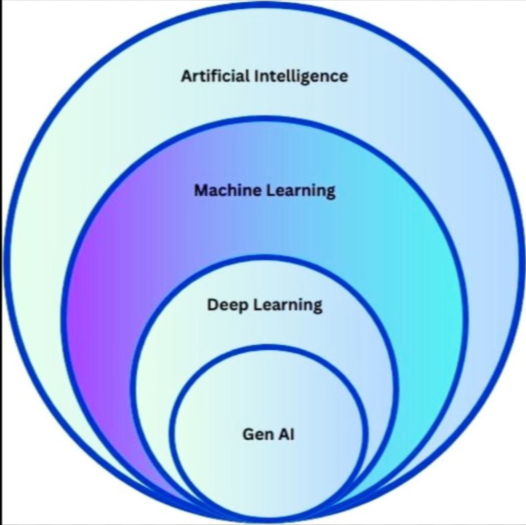 Artificial Intelligence
Machine Learning
Deep Learning
Gen AI